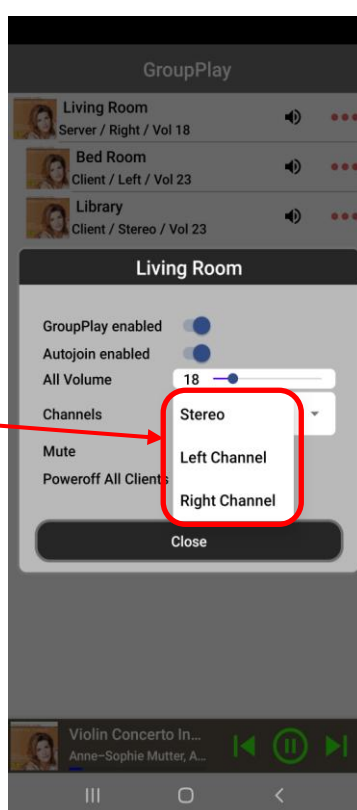 GroupPlay
Living Room
Server / Right / Vol 18
Bed Room
Client / Left / Vol 23
Library
Client / Stereo / Vol 23
Living Room
GroupPlay enabled
Autojoin enabled
All Volume 18
Channels Stereo
Left Channel
Mute
Poweroff All Clients
Right Channel
Close
Violin Concerto In...
Anne-Sophie Mutter, A...